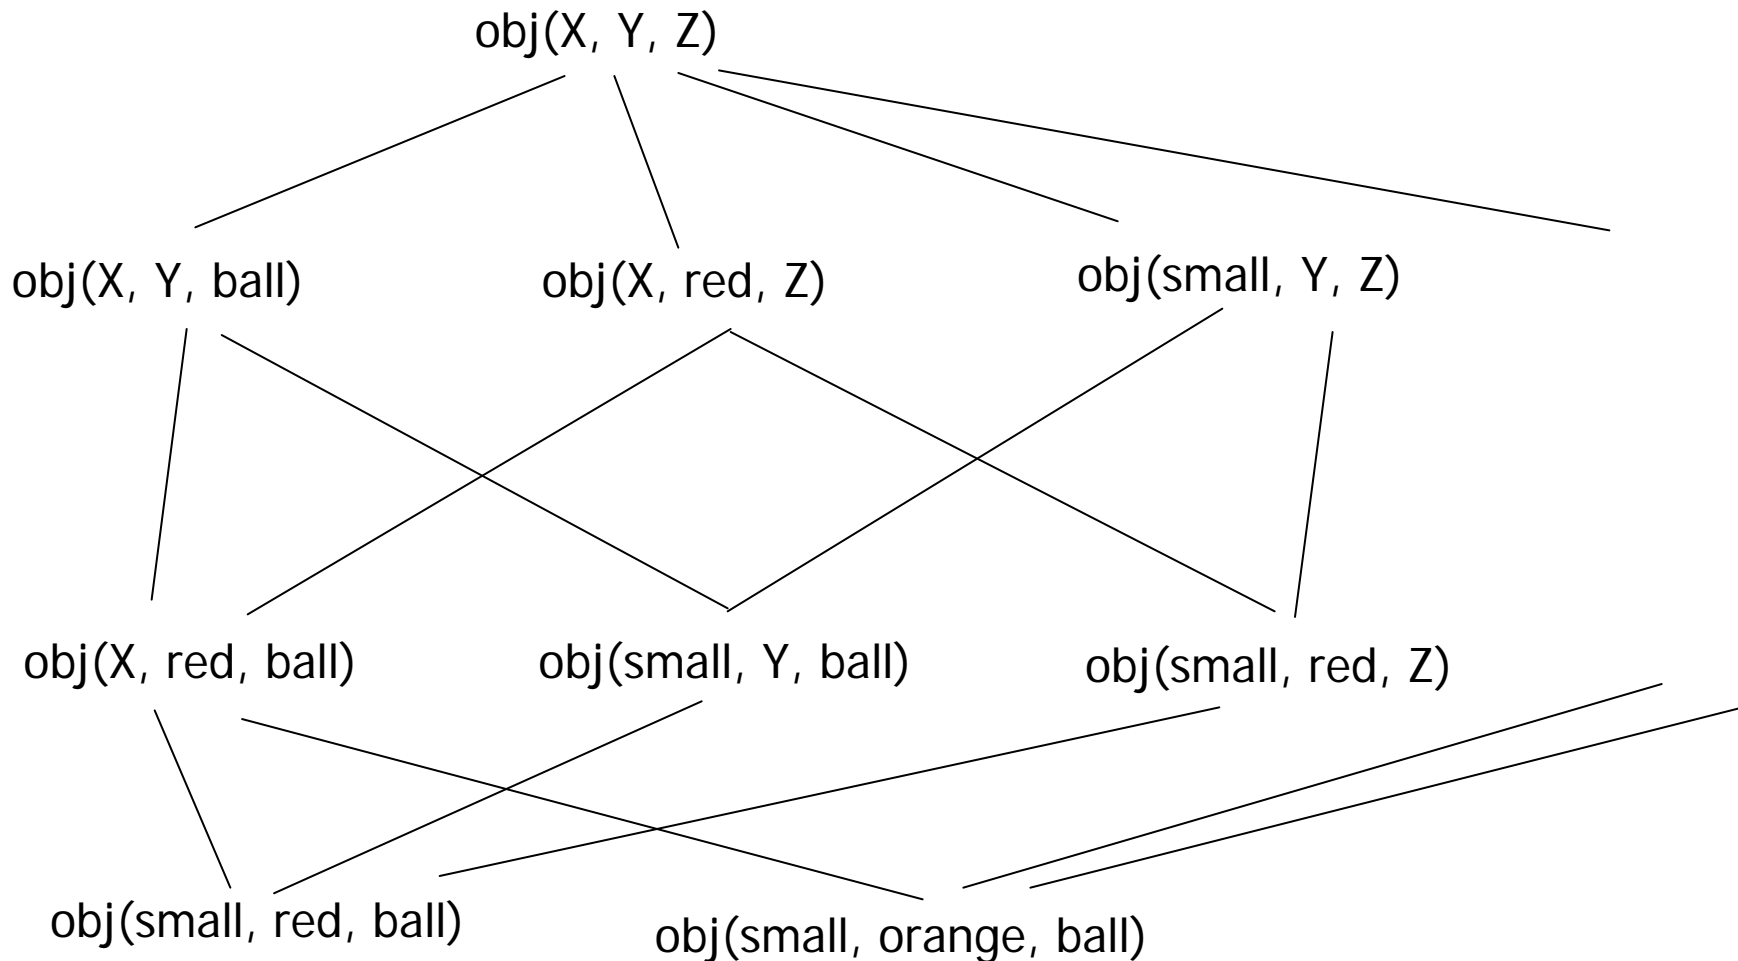 obj(X, Y, Z)
obj(X, Y, ball)
obj(X, red, Z)
obj(small, Y, Z)
obj(X, red, ball)
obj(small, Y, ball)
obj(small, red, Z)
obj(small, red, ball)
obj(small, orange, ball)